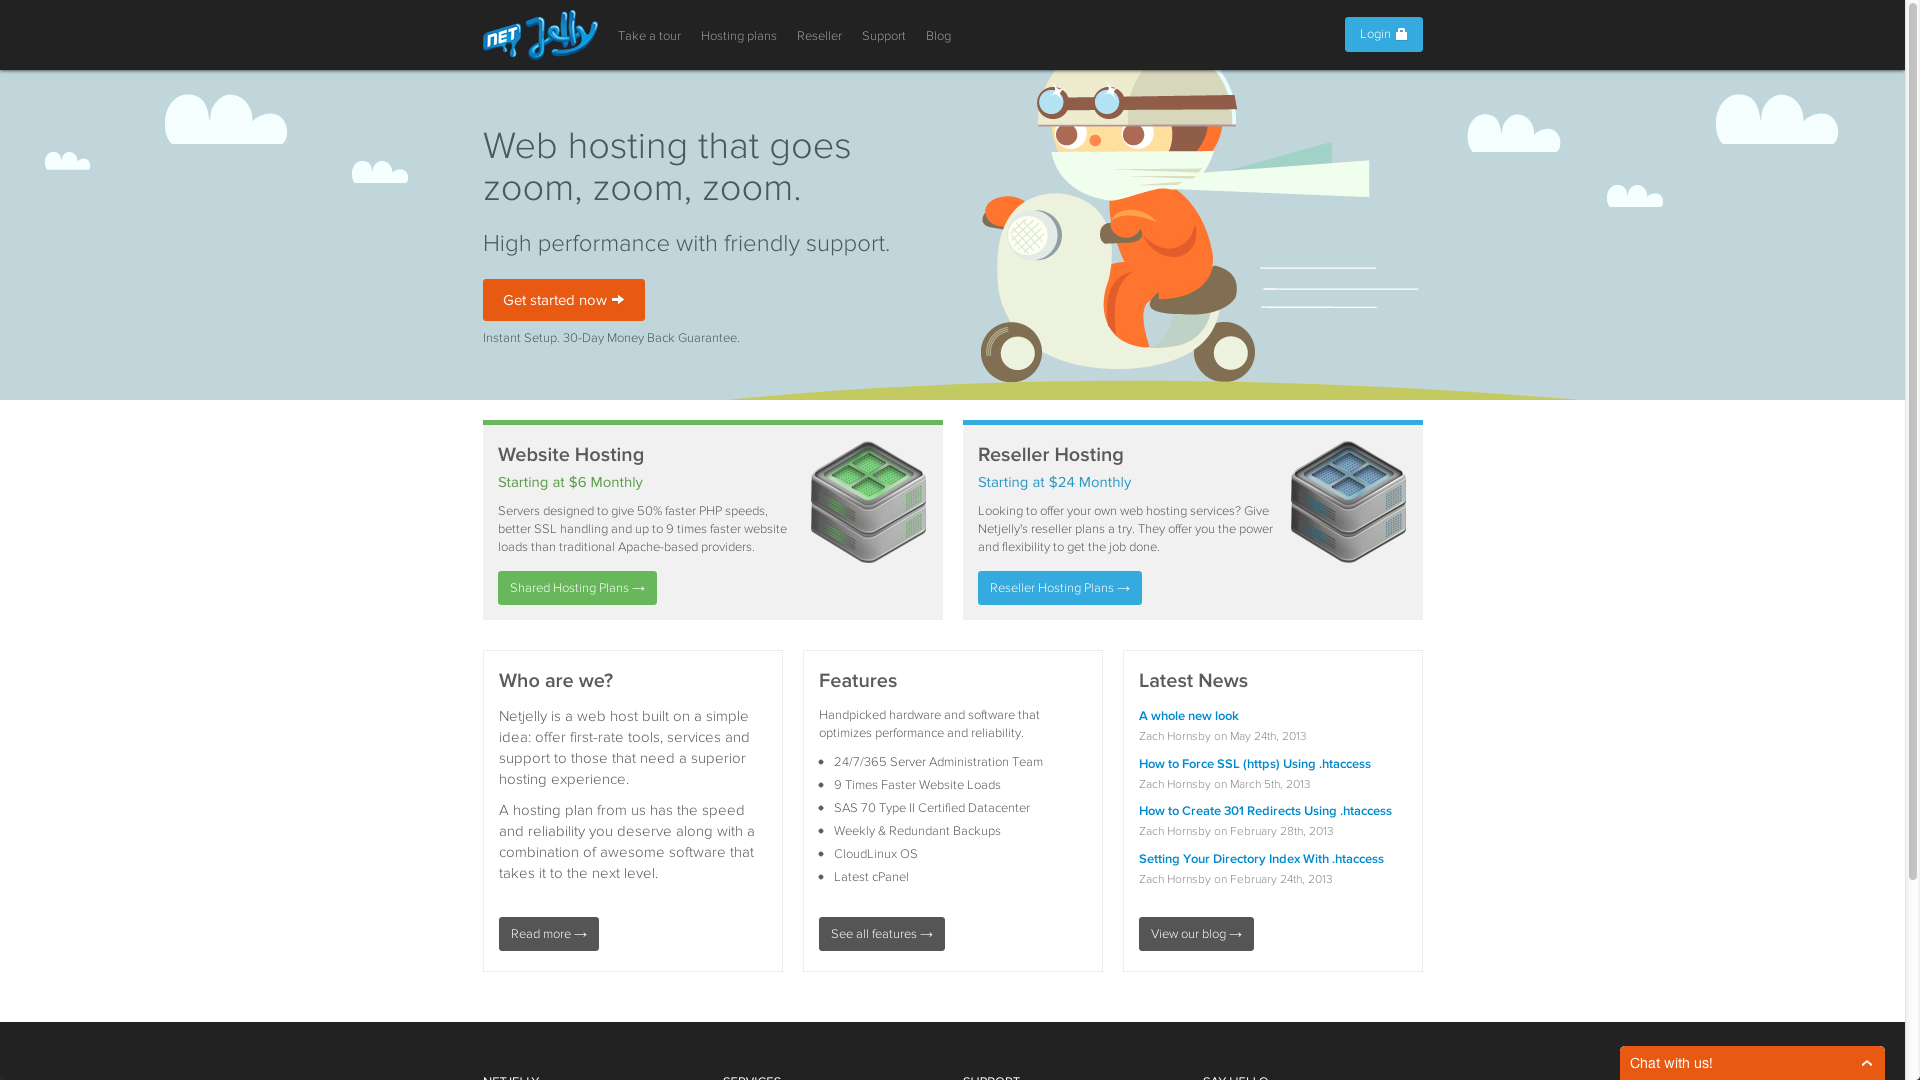 NET Jelly
Take a tour
Hosting plans
Reseller
Support
Blog
Login
Web hosting that goes
zoom, zoom, zoom.
High performance with friendly support.
Get started now
Instant Setup. 30-Day Money Back Guarantee.
Website Hosting
Starting at $6 Monthly
Servers designed to give 50% faster PHP speeds,
better SSL handling and up to 9 times faster website
loads than traditional Apache-based providers.
Shared Hosting Plans →
Reseller Hosting
Starting at $24 Monthly
Looking to offer your own web hosting services? Give
Netjelly's reseller plans a try. They offer you the power
and flexibility to get the job done.
Reseller Hosting Plans →
Who are we?
Netjelly is a web host built on a simple
idea: offer first-rate tools, services and
support to those that need a superior
hosting experience.
A hosting plan from us has the speed
and reliability you deserve along with a
combination of awesome software that
takes it to the next level.
Read more →
Features
Handpicked hardware and software that
optimizes performance and reliability.
• 24/7/365 Server Administration Team
• 9 Times Faster Website Loads
• SAS 70 Type II Certified Datacenter
• Weekly & Redundant Backups
• CloudLinux OS
• Latest cPanel
See all features →
Latest News
A whole new look
Zach Hornsby on May 24th, 2013
How to Force SSL (https) Using .htaccess
Zach Hornsby on March 5th, 2013
How to Create 301 Redirects Using .htaccess
Zach Hornsby on February 28th, 2013
Setting Your Directory Index With .htaccess
Zach Hornsby on February 24th, 2013
View our blog →
NETJELLY
SERVICES
SUPPORT
SAY HELLO
Chat with us!